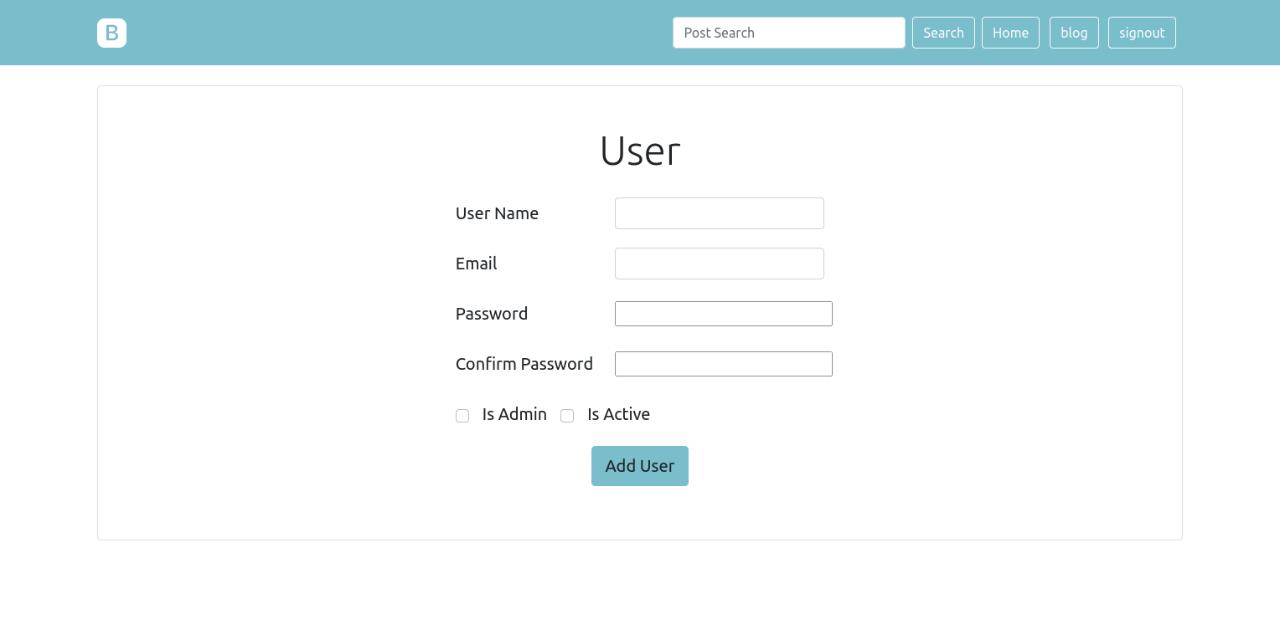 B
Post Search
Search
Home
blog
signout
User
User Name
Email
Password
Confirm Password
Is Admin
Is Active
Add User